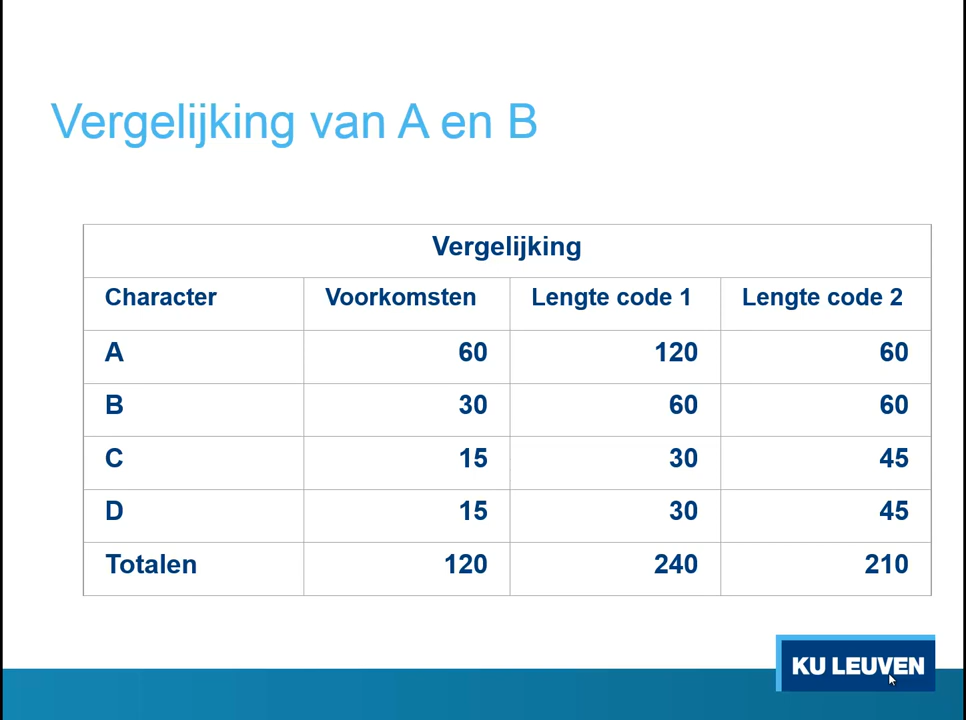 Vergelijking van A en B
Vergelijking
Character Voorkomsten Lengte code 1 Lengte code 2
A 60 120 60
B 30 60 60
C 15 30 45
D 15 30 45
Totalen 120 240 210
KU LEUVEN